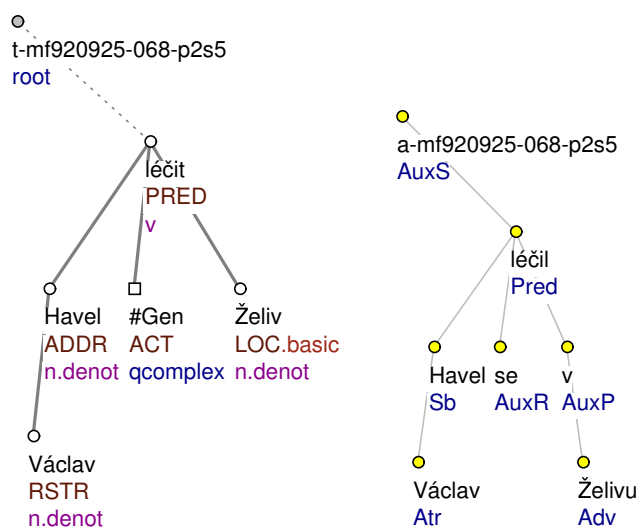 t-mf920925-068-p2s5
root
léčit
PRED
v
Havel #Gen Želiv
ADDR ACT LOC.basic
n.denot qcomplex n.denot
Václav
RSTR
n.denot
a-mf920925-068-p2s5
AuxS
léčil
Pred
Havel se v
Sb AuxR AuxP
Václav Želivu
Atr Adv